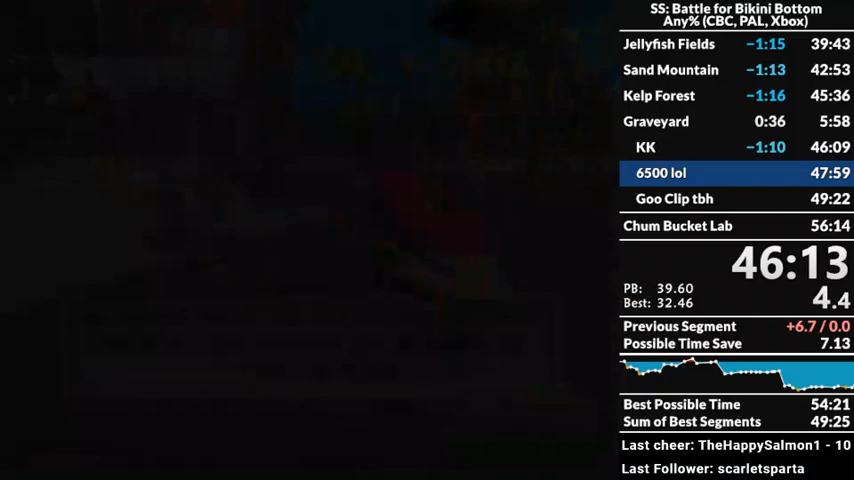 SS: Battle for Bikini Bottom
Any% (CBC, PAL, Xbox)
Jellyfish Fields −1:15 39:43
Sand Mountain −1:13 42:53
Kelp Forest −1:16 45:36
Graveyard 0:36 5:58
KK −1:10 46:09
6500 lol 47:59
Goo Clip tbh 49:22
Chum Bucket Lab 56:14
46:13
PB: 39.60 4.4
Best: 32.46
Previous Segment +6.7 / 0.0
Possible Time Save 7.13
Best Possible Time 54:21
Sum of Best Segments 49:25
Last cheer: TheHappySalmon1 - 10
Last Follower: scarletsparta